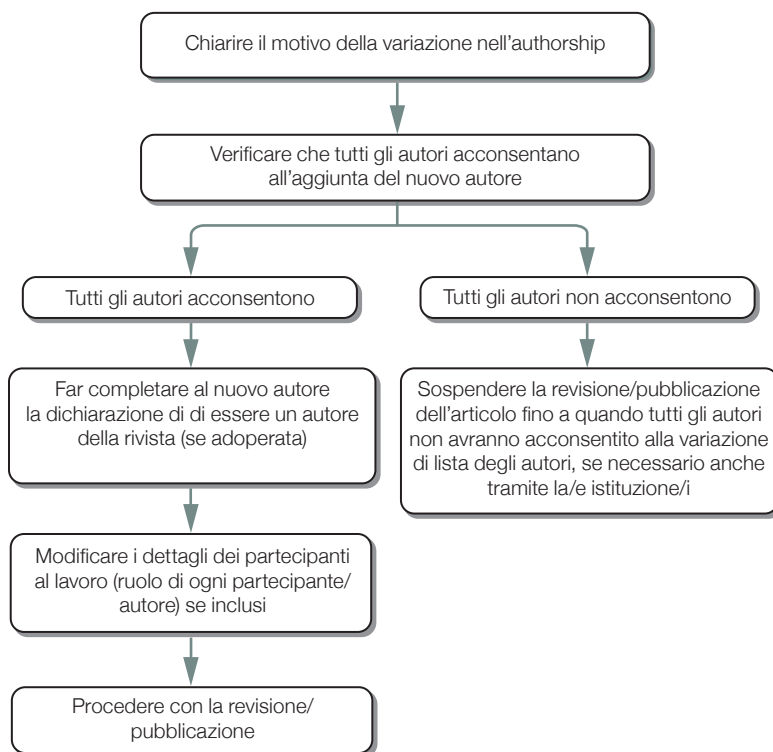 Chiarire il motivo della variazione nell'authorship
Verificare che tutti gli autori acconsentano
all'aggiunta del nuovo autore
Tutti gli autori acconsentono
Tutti gli autori non acconsentono
Far completare al nuovo autore
la dichiarazione di di essere un autore
della rivista (se adoperata)
Sospendere la revisione/pubblicazione
dell'articolo fino a quando tutti gli autori
non avranno acconsentito alla variazione
di lista degli autori, se necessario anche
tramite la/e istituzione/i
Modificare i dettagli dei partecipanti
al lavoro (ruolo di ogni partecipante/
autore) se inclusi
Procedere con la revisione/
pubblicazione